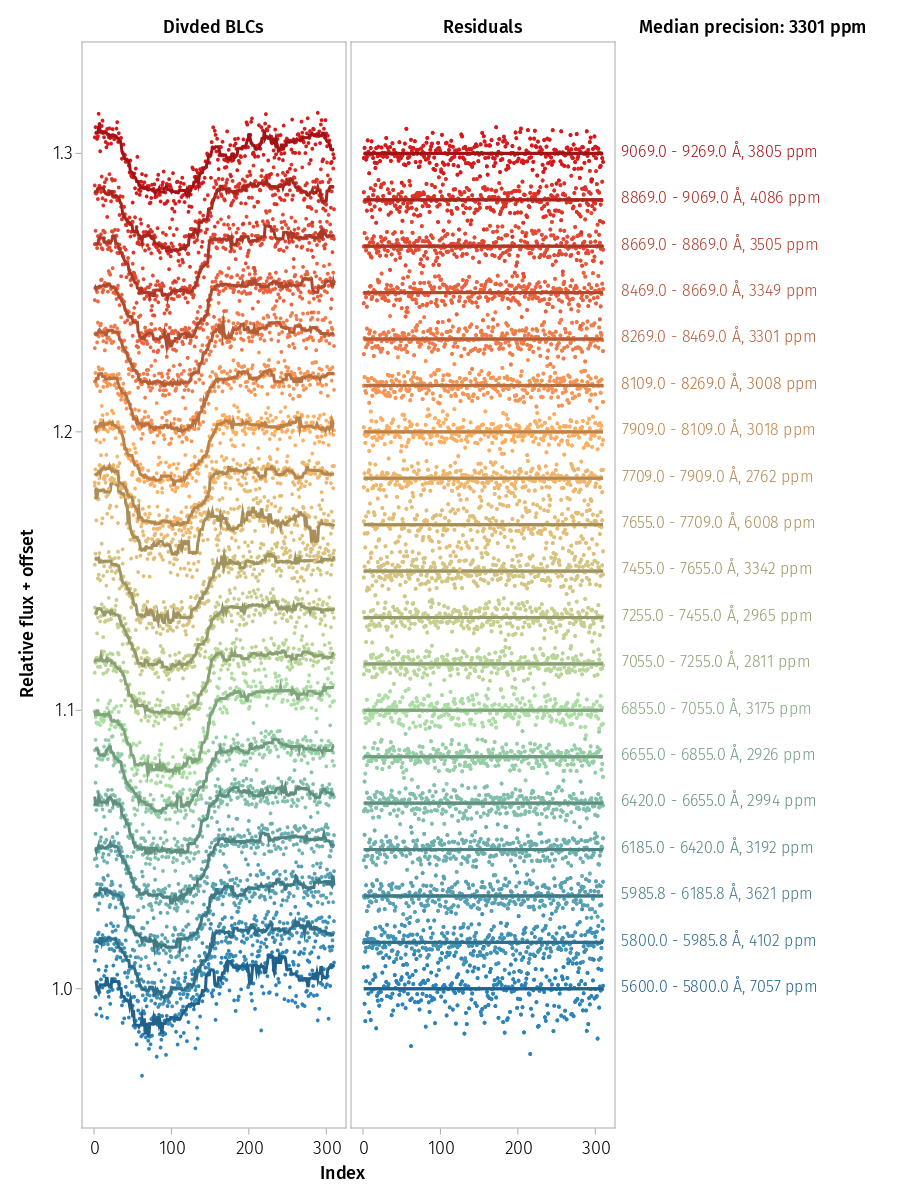 Divded BLCs
Residuals
Median precision: 3301 ppm
Relative flux + offset
1.3
1.2
1.1
1.0
9069.0 - 9269.0 Å, 3805 ppm
8869.0 - 9069.0 Å, 4086 ppm
8669.0 - 8869.0 Å, 3505 ppm
8469.0 - 8669.0 Å, 3349 ppm
8269.0 - 8469.0 Å, 3301 ppm
8109.0 - 8269.0 Å, 3008 ppm
7909.0 - 8109.0 Å, 3018 ppm
7709.0 - 7909.0 Å, 2762 ppm
7655.0 - 7709.0 Å, 6008 ppm
7455.0 - 7655.0 Å, 3342 ppm
7255.0 - 7455.0 Å, 2965 ppm
7055.0 - 7255.0 Å, 2811 ppm
6855.0 - 7055.0 Å, 3175 ppm
6655.0 - 6855.0 Å, 2926 ppm
6420.0 - 6655.0 Å, 2994 ppm
6185.0 - 6420.0 Å, 3192 ppm
5985.8 - 6185.8 Å, 3621 ppm
5800.0 - 5985.8 Å, 4102 ppm
5600.0 - 5800.0 Å, 7057 ppm
0 100 200 300
0 100 200 300
Index